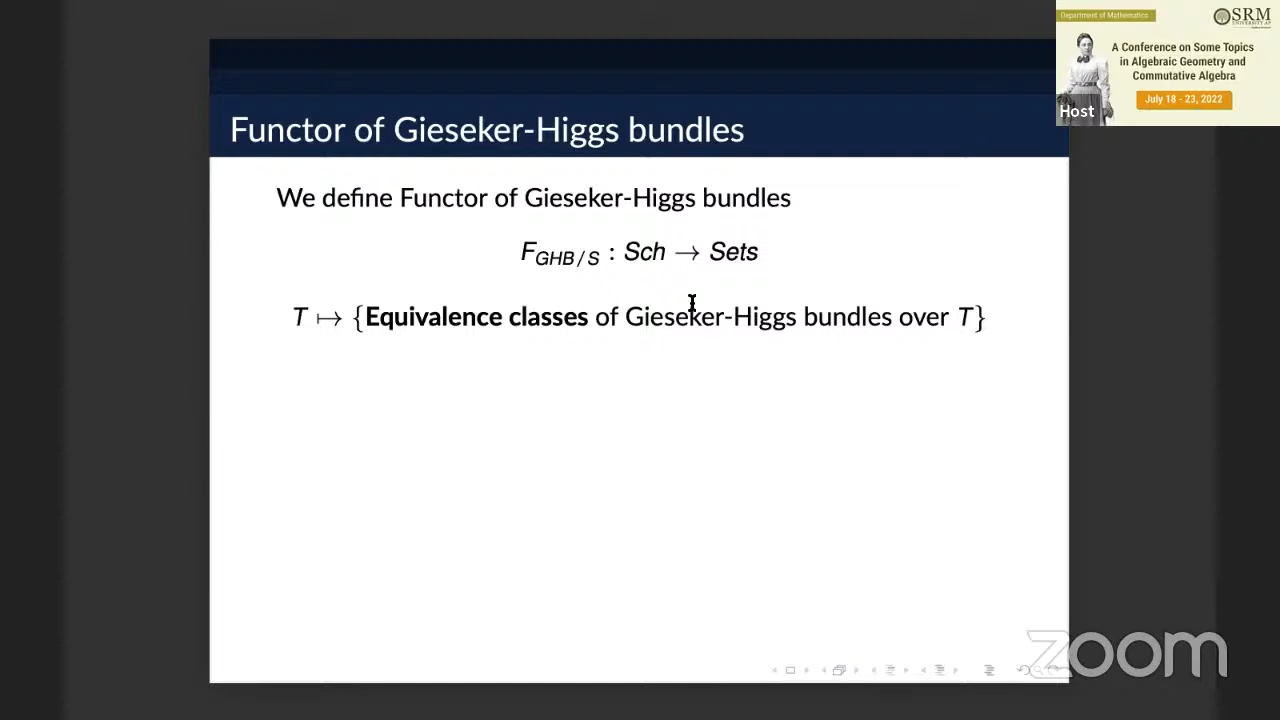 Department of Mathematics
SRM
UNIVERSITY AP
A Conference on Some Topics
in Algebraic Geometry and
Commutative Algebra
July 18 - 23, 2022
Host
Functor of Gieseker-Higgs bundles
We define Functor of Gieseker-Higgs bundles
F_{GHB/S} : Sch → Sets
T ↦ {Equivalence classes of Gieseker-Higgs bundles over T}
zoom